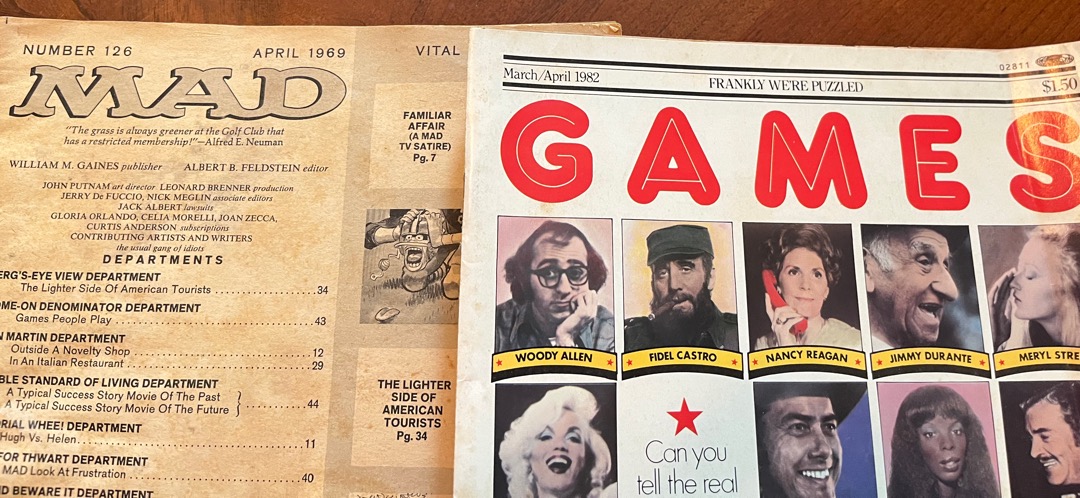 NUMBER 126 APRIL 1969 VITAL
MAD
"The grass is always greener at the Golf Club that
has a restricted membership!"—Alfred E. Neuman
WILLIAM M. GAINES publisher ALBERT B. FELDSTEIN editor
JOHN PUTNAM art director LEONARD BRENNER production
JERRY De FUCCIO, NICK MEGLIN associate editors
JACK ALBERT lawsuits
GLORIA ORLANDO, CELIA MORELLI, JOAN ZECCA,
CURTIS ANDERSON subscriptions
CONTRIBUTING ARTISTS AND WRITERS
the usual gang of idiots
DEPARTMENTS
ERG'S-EYE VIEW DEPARTMENT
The Lighter Side Of American Tourists 34
OME-ON DENOMINATOR DEPARTMENT
Games People Play 43
N MARTIN DEPARTMENT
Outside A Novelty Shop 12
In An Italian Restaurant 29
BLE STANDARD OF LIVING DEPARTMENT
A Typical Success Story Movie Of The Past
A Typical Success Story Movie Of The Future 44
RIAL WHEE! DEPARTMENT
Hugh Vs. Helen 11
FOR THWART DEPARTMENT
MAD Look At Frustration 40
D BEWARE IT DEPARTMENT
FAMILIAR
AFFAIR
(A MAD
TV SATIRE)
Pg. 7
THE LIGHTER
SIDE OF
AMERICAN
TOURISTS
Pg. 34
March/April 1982 FRANKLY WE'RE PUZZLED 02811 $1.50
GAMES
WOODY ALLEN
FIDEL CASTRO
NANCY REAGAN
JIMMY DURANTE
MERYL STRE
Can you
tell the real